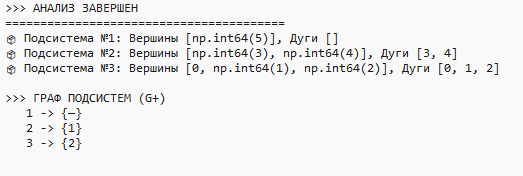 >>> АНАЛИЗ ЗАВЕРШЕН
========================================
📦 Подсистема №1: Вершины [np.int64(5)], Дуги []
📦 Подсистема №2: Вершины [np.int64(3), np.int64(4)], Дуги [3, 4]
📦 Подсистема №3: Вершины [0, np.int64(1), np.int64(2)], Дуги [0, 1, 2]

>>> ГРАФ ПОДСИСТЕМ (G+)
1 -> {—}
2 -> {1}
3 -> {2}